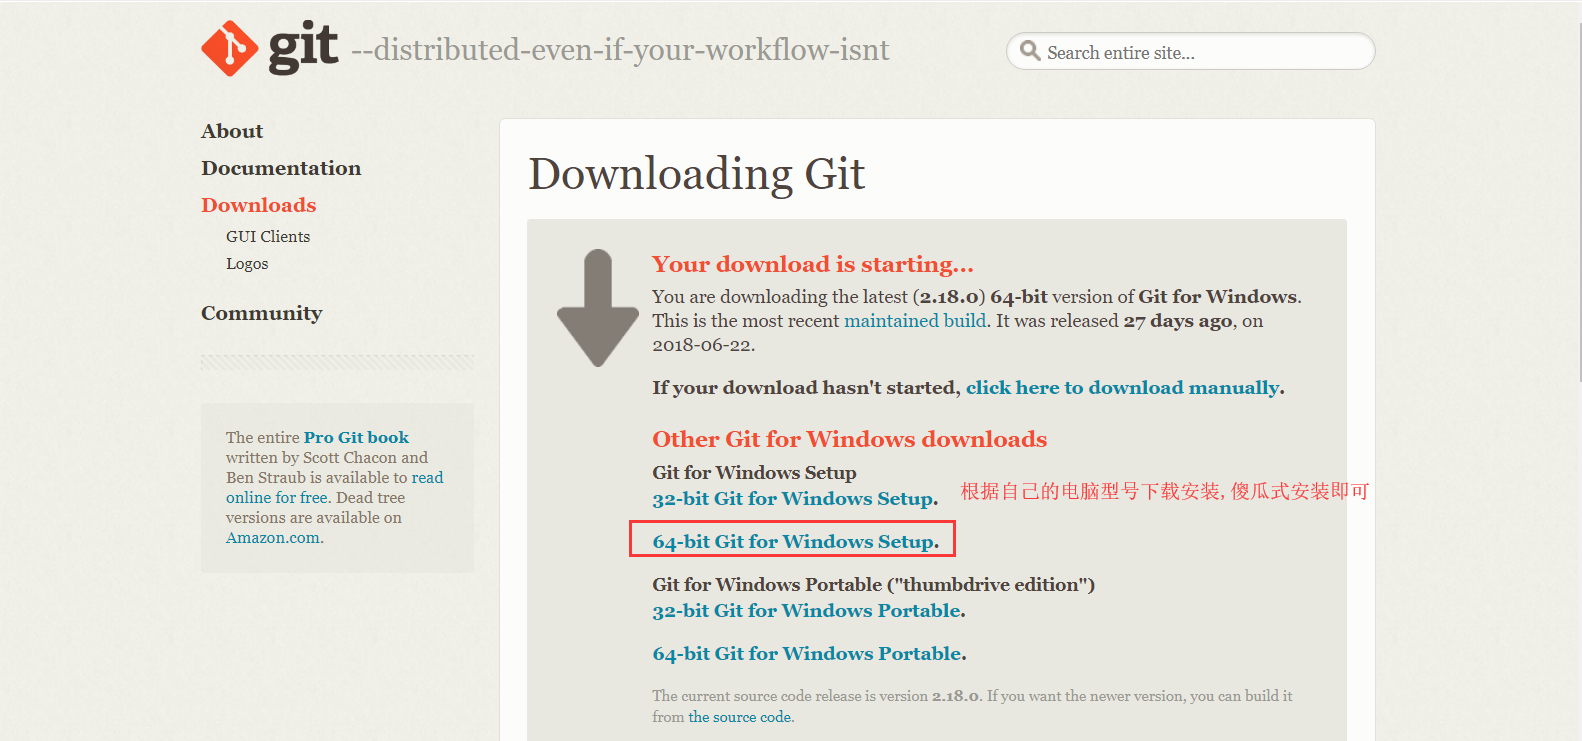 git --distributed-even-if-your-workflow-isnt
Search entire site...
About
Documentation
Downloads
GUI Clients
Logos
Community
The entire Pro Git book
written by Scott Chacon and
Ben Straub is available to read
online for free. Dead tree
versions are available on
Amazon.com.
Downloading Git
Your download is starting...
You are downloading the latest (2.18.0) 64-bit version of Git for Windows.
This is the most recent maintained build. It was released 27 days ago, on
2018-06-22.
If your download hasn't started, click here to download manually.
Other Git for Windows downloads
Git for Windows Setup
32-bit Git for Windows Setup.
根据自己的电脑型号下载安装, 傻瓜式安装即可
64-bit Git for Windows Setup.
Git for Windows Portable ("thumbdrive edition")
32-bit Git for Windows Portable.
64-bit Git for Windows Portable.
The current source code release is version 2.18.0. If you want the newer version, you can build it
from the source code.